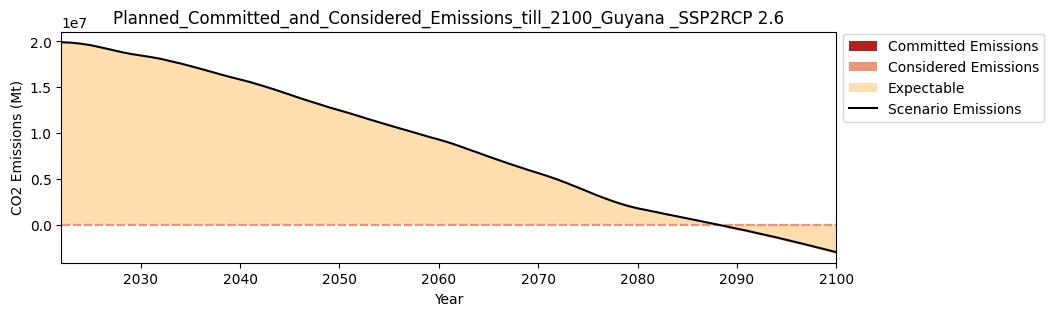 Planned_Committed_and_Considered_Emissions_till_2100_Guyana _SSP2RCP 2.6
1e7
2.0
1.5
1.0
0.5
0.0
CO2 Emissions (Mt)
2030 2040 2050 2060 2070 2080 2090 2100
Year
Committed Emissions
Considered Emissions
Expectable
Scenario Emissions